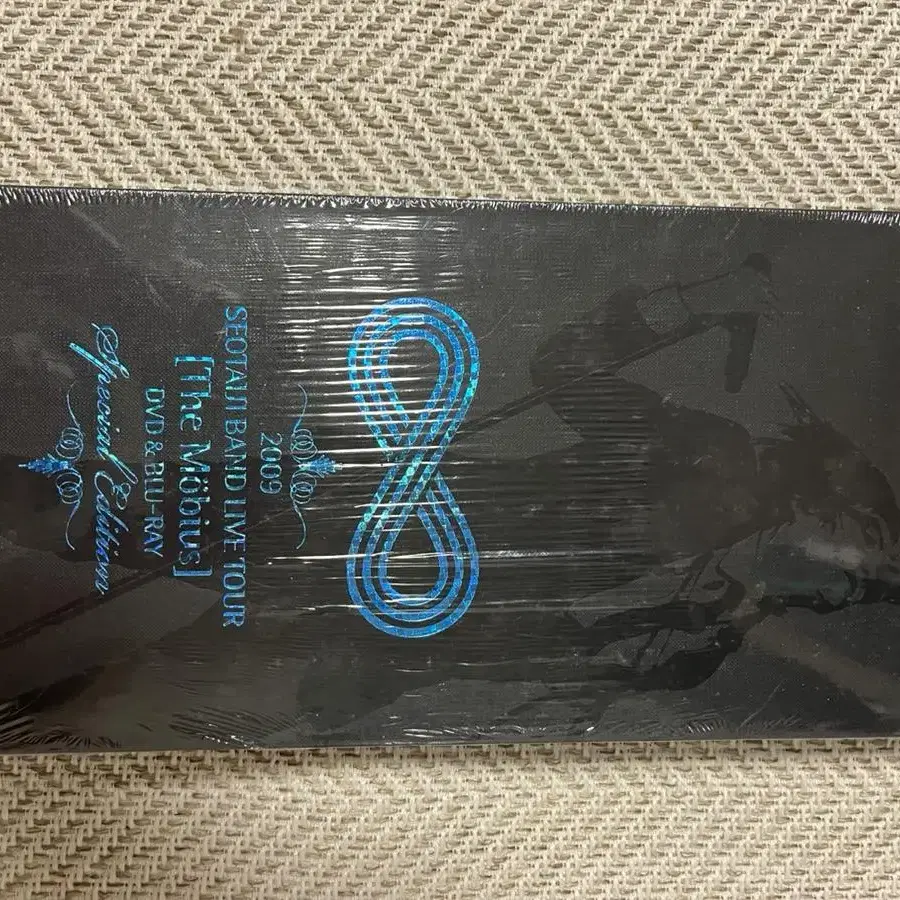 2009
SEOTAIJI BAND LIVE TOUR
[The Möbius]
DVD & BLU-RAY
Special Edition